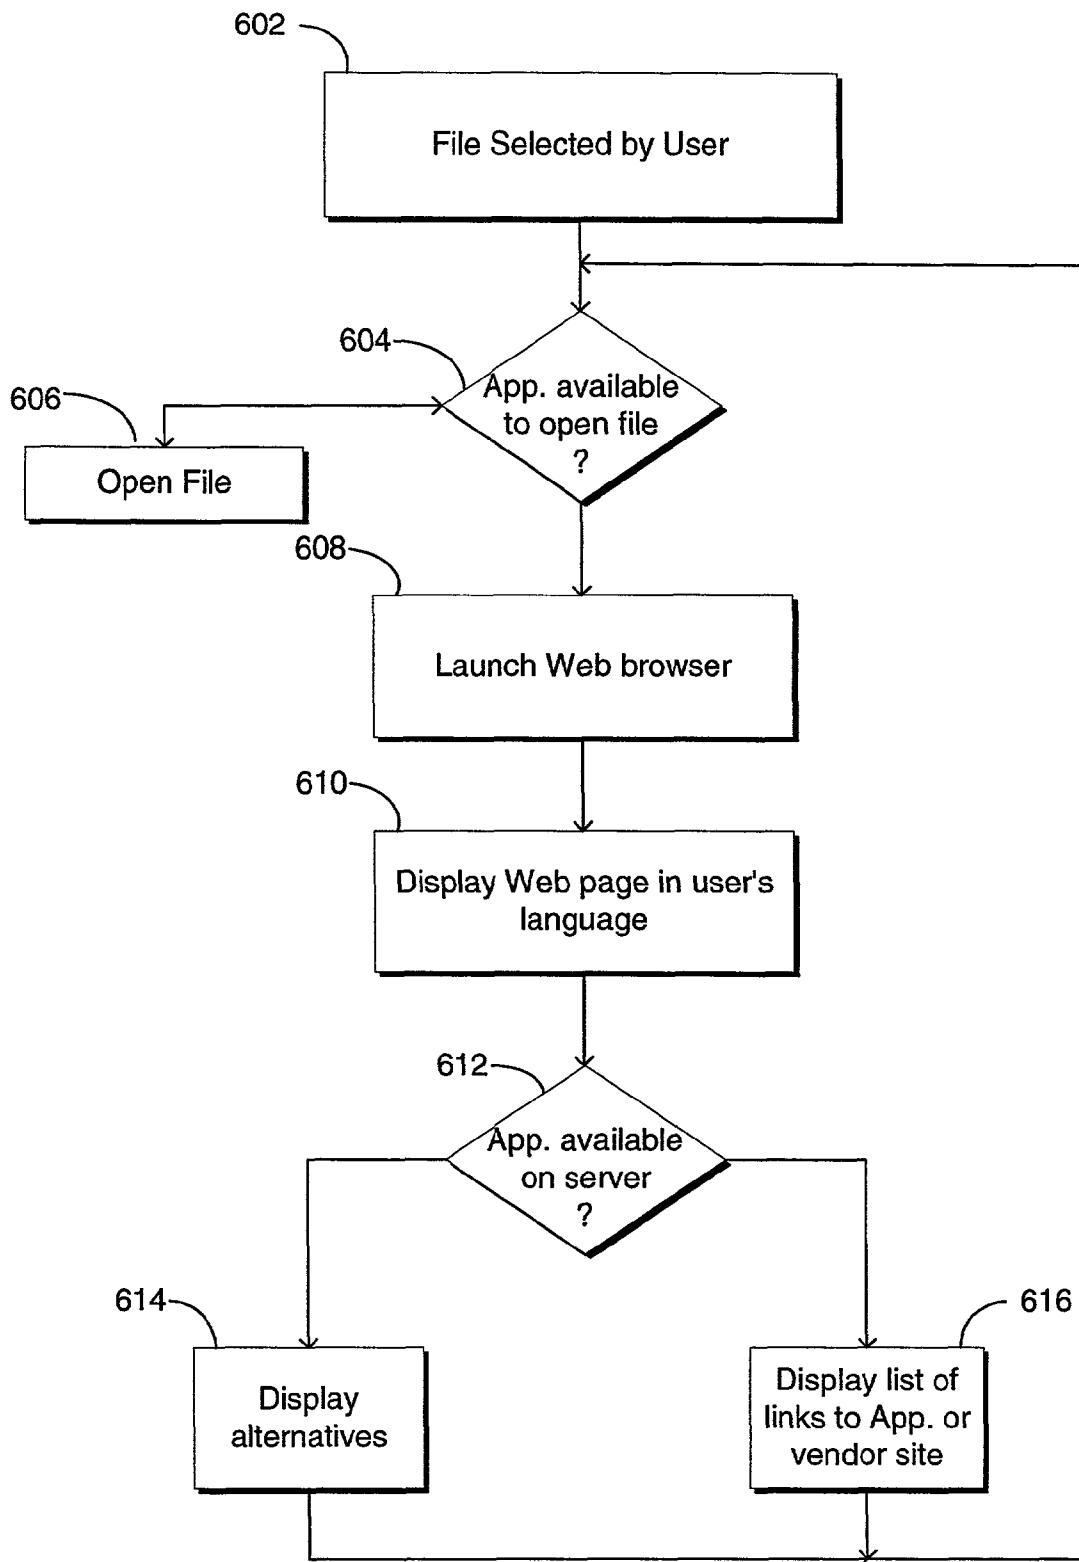 602
File Selected by User
604
App. available
to open file
?
606
Open File
608
Launch Web browser
610
Display Web page in user's
language
612
App. available
on server
?
614
Display
alternatives
616
Display list of
links to App. or
vendor site